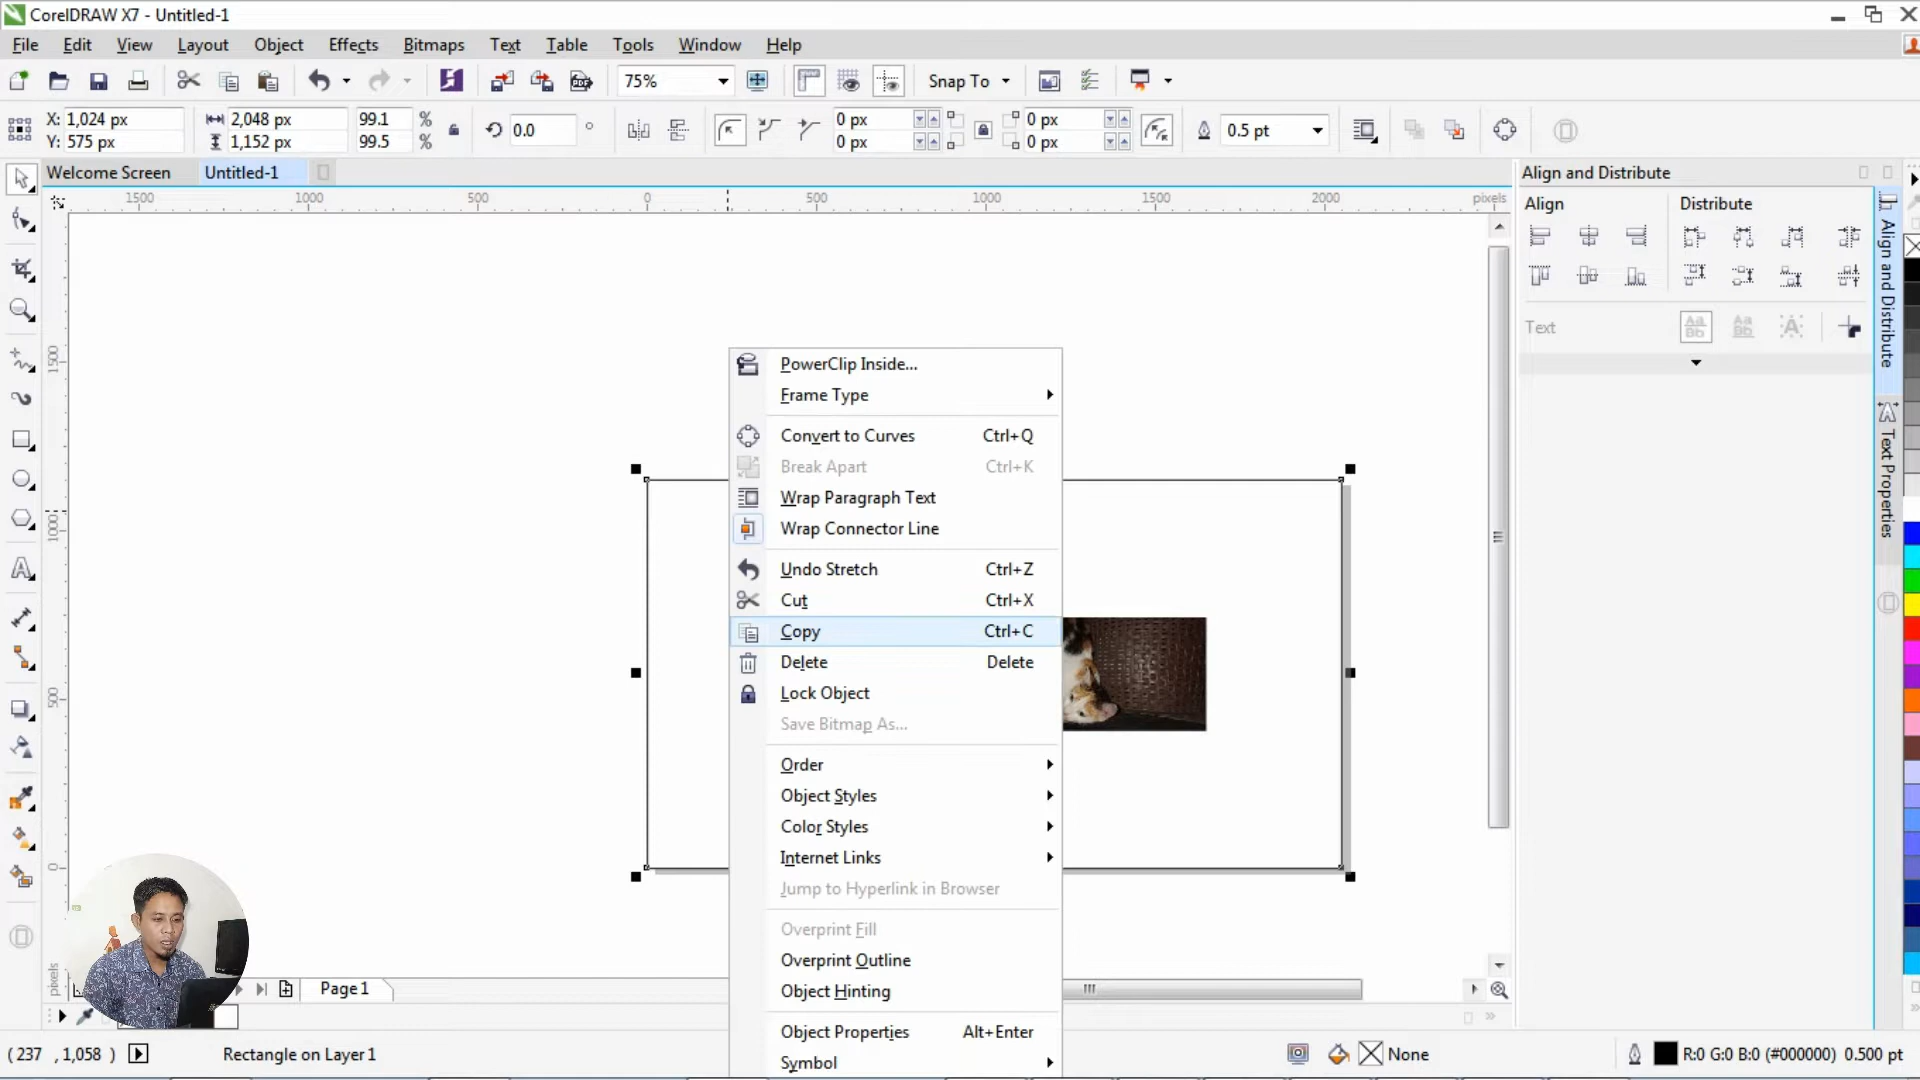 CorelDRAW X7 - Untitled-1
File Edit View Layout Object Effects Bitmaps Text Table Tools Window Help
75% Snap To
X: 1,024 px 2,048 px 99.1 % 0.0 ° 0 px 0 px 0.5 pt
Y: 575 px 1,152 px 99.5 % 0 px 0 px
Welcome Screen Untitled-1
1500 1000 500 0 500 1000 1500 2000 pixels
1500
1000
500
0
pixels
Align and Distribute
Align Distribute
Text
Align and Distribute
Text Properties
PowerClip Inside...
Frame Type
Convert to Curves Ctrl+Q
Break Apart Ctrl+K
Wrap Paragraph Text
Wrap Connector Line
Undo Stretch Ctrl+Z
Cut Ctrl+X
Copy Ctrl+C
Delete Delete
Lock Object
Save Bitmap As...
Order
Object Styles
Color Styles
Internet Links
Jump to Hyperlink in Browser
Overprint Fill
Overprint Outline
Object Hinting
Object Properties Alt+Enter
Symbol
Page 1
( 237 , 1,058 ) Rectangle on Layer 1 None R:0 G:0 B:0 (#000000) 0.500 pt